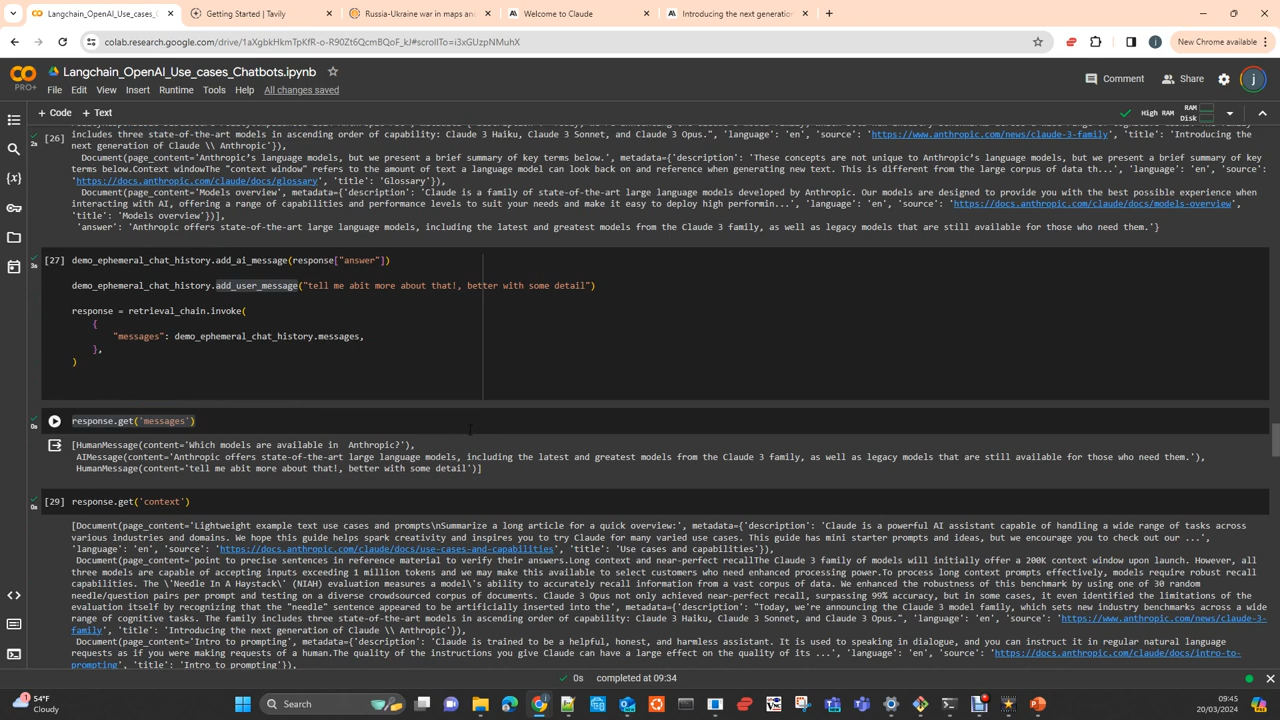 Langchain_OpenAI_Use_cases_C
Getting Started | Tavily
Russia-Ukraine war in maps and
Welcome to Claude
Introducing the next generation
colab.research.google.com/drive/1aXgbkHkmTpKfR-o-R90Zt6QcmBQoF_kJ#scrollTo=i3xGUzpNMuhX
New Chrome available
CO
PRO+
Langchain_OpenAI_Use_cases_Chatbots.ipynb
File Edit View Insert Runtime Tools Help All changes saved
Comment
Share
j
+ Code + Text
High RAM
RAM
Disk
[26]
2s
includes three state-of-the-art models in ascending order of capability: Claude 3 Haiku, Claude 3 Sonnet, and Claude 3 Opus.", 'language': 'en', 'source': 'https://www.anthropic.com/news/claude-3-family', 'title': 'Introducing the
next generation of Claude \\ Anthropic'}),
Document(page_content='Anthropic's language models, but we present a brief summary of key terms below.', metadata={'description': 'These concepts are not unique to Anthropic's language models, but we present a brief summary of key
terms below.Context windowThe "context window" refers to the amount of text a language model can look back on and reference when generating new text. This is different from the large corpus of data th...', 'language': 'en', 'source':
'https://docs.anthropic.com/claude/docs/glossary', 'title': 'Glossary'}),
Document(page_content='Models overview', metadata={'description': 'Claude is a family of state-of-the-art large language models developed by Anthropic. Our models are designed to provide you with the best possible experience when
interacting with AI, offering a range of capabilities and performance levels to suit your needs and make it easy to deploy high performin...', 'language': 'en', 'source': 'https://docs.anthropic.com/claude/docs/models-overview',
'title': 'Models overview'})],
'answer': 'Anthropic offers state-of-the-art large language models, including the latest and greatest models from the Claude 3 family, as well as legacy models that are still available for those who need them.'}
[27]
3s
demo_ephemeral_chat_history.add_ai_message(response["answer"])
demo_ephemeral_chat_history.add_user_message("tell me abit more about that!, better with some detail")
response = retrieval_chain.invoke(
{
"messages": demo_ephemeral_chat_history.messages,
},
)
0s
response.get('messages')
[HumanMessage(content='Which models are available in  Anthropic?'),
AIMessage(content='Anthropic offers state-of-the-art large language models, including the latest and greatest models from the Claude 3 family, as well as legacy models that are still available for those who need them.'),
HumanMessage(content='tell me abit more about that!, better with some detail')]
[29]
0s
response.get('context')
[Document(page_content='Lightweight example text use cases and prompts\nSummarize a long article for a quick overview:', metadata={'description': 'Claude is a powerful AI assistant capable of handling a wide range of tasks across
various industries and domains. We hope this guide helps spark creativity and inspires you to try Claude for many varied use cases. This guide has mini starter prompts and ideas, but we encourage you to check out our ...',
'language': 'en', 'source': 'https://docs.anthropic.com/claude/docs/use-cases-and-capabilities', 'title': 'Use cases and capabilities'}),
Document(page_content='point to precise sentences in reference material to verify their answers.Long context and near-perfect recallThe Claude 3 family of models will initially offer a 200K context window upon launch. However, all
three models are capable of accepting inputs exceeding 1 million tokens and we may make this available to select customers who need enhanced processing power.To process long context prompts effectively, models require robust recall
capabilities. The \'Needle In A Haystack\' (NIAH) evaluation measures a model\'s ability to accurately recall information from a vast corpus of data. We enhanced the robustness of this benchmark by using one of 30 random
needle/question pairs per prompt and testing on a diverse crowdsourced corpus of documents. Claude 3 Opus not only achieved near-perfect recall, surpassing 99% accuracy, but in some cases, it even identified the limitations of the
evaluation itself by recognizing that the "needle" sentence appeared to be artificially inserted into the', metadata={'description': "Today, we're announcing the Claude 3 model family, which sets new industry benchmarks across a wide
range of cognitive tasks. The family includes three state-of-the-art models in ascending order of capability: Claude 3 Haiku, Claude 3 Sonnet, and Claude 3 Opus.", 'language': 'en', 'source': 'https://www.anthropic.com/news/claude-3-
family', 'title': 'Introducing the next generation of Claude \\ Anthropic'}),
Document(page_content='Intro to prompting', metadata={'description': "Claude is trained to be a helpful, honest, and harmless assistant. It is used to speaking in dialogue, and you can instruct it in regular natural language
requests as if you were making requests of a human.The quality of the instructions you give Claude can have a large effect on the quality of its ...", 'language': 'en', 'source': 'https://docs.anthropic.com/claude/docs/intro-to-
prompting', 'title': 'Intro to prompting'}),
0s completed at 09:34
54°F
Cloudy
Search
09:45
20/03/2024